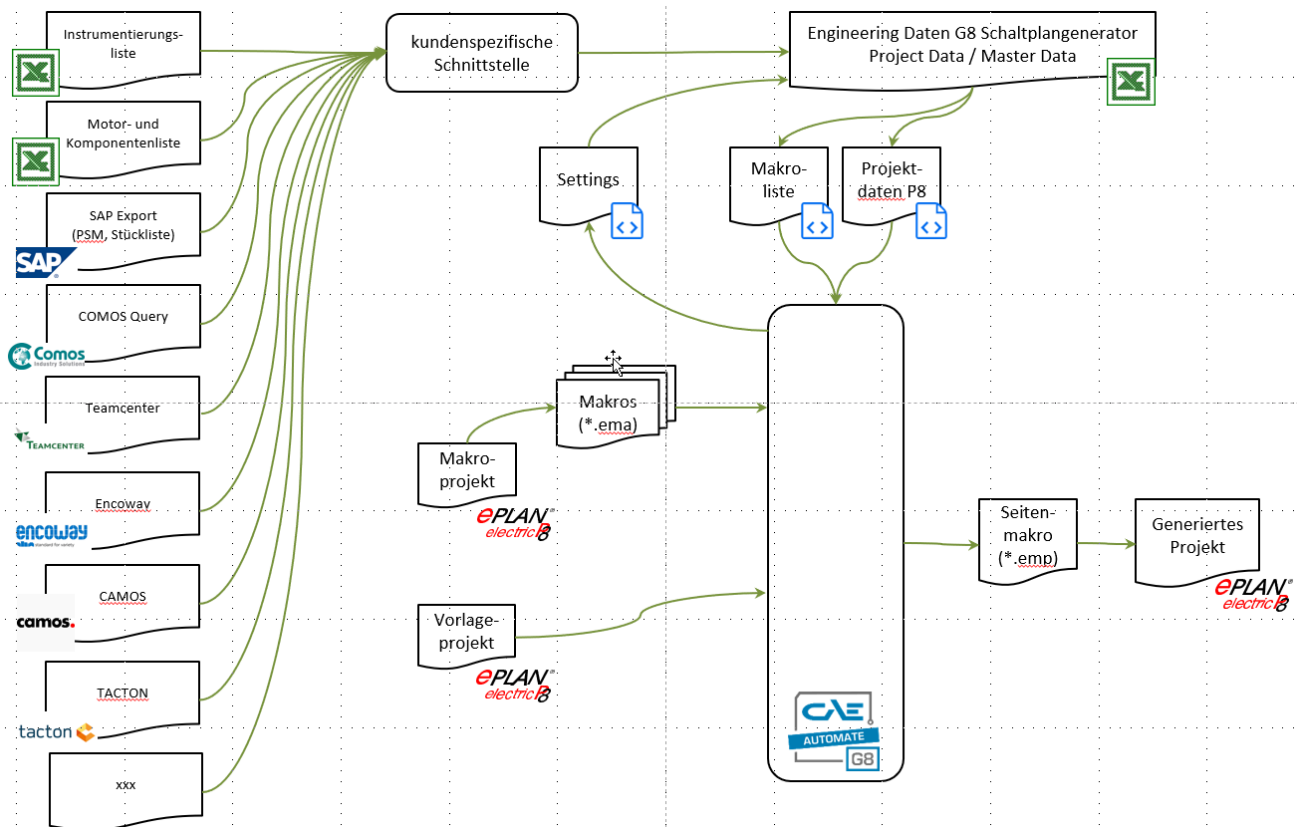 Instrumentierungs-
liste
Motor- und
Komponentenliste
SAP Export
(PSM, Stückliste)
SAP
COMOS Query
Comos
Industry Solutions
Teamcenter
TEAMCENTER
Encoway
encoway
CAMOS
camos.
TACTON
tacton
xxx
kundenspezifische
Schnittstelle
Engineering Daten G8 Schaltplangenerator
Project Data / Master Data
Settings
Makro-
liste
Projekt-
daten P8
Makros
(*.ema)
Makro-
projekt
ePLAN
electric P8
Vorlage-
projekt
ePLAN
electric P8
CAE
AUTOMATE
G8
Seiten-
makro
(*.emp)
Generiertes
Projekt
ePLAN
electric P8